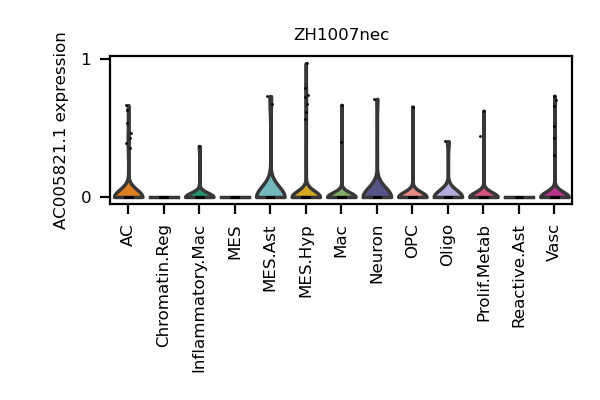 ZH1007nec
AC005821.1 expression
1
0
AC
Chromatin.Reg
Inflammatory.Mac
MES
MES.Ast
MES.Hyp
Mac
Neuron
OPC
Oligo
Prolif.Metab
Reactive.Ast
Vasc